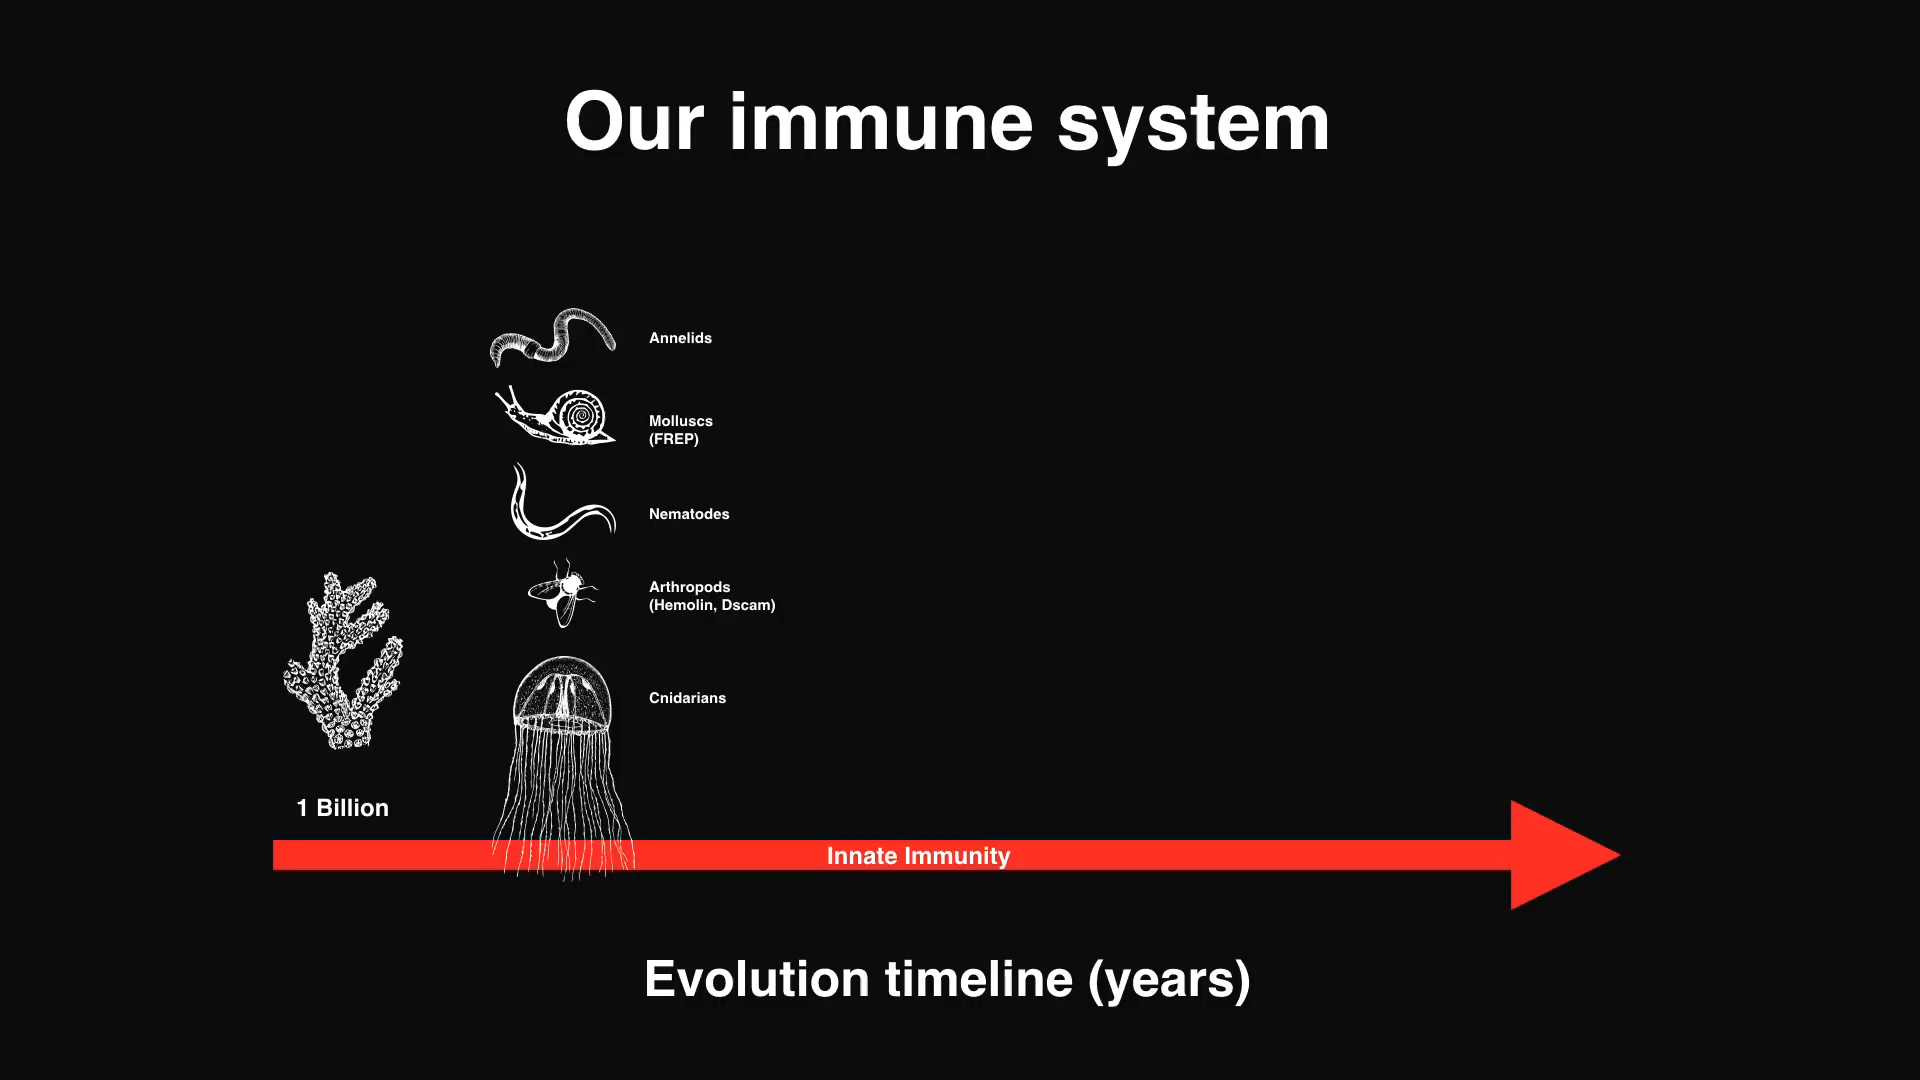 Our immune system
Annelids
Molluscs
(FREP)
Nematodes
Arthropods
(Hemolin, Dscam)
Cnidarians
1 Billion
Innate Immunity
Evolution timeline (years)